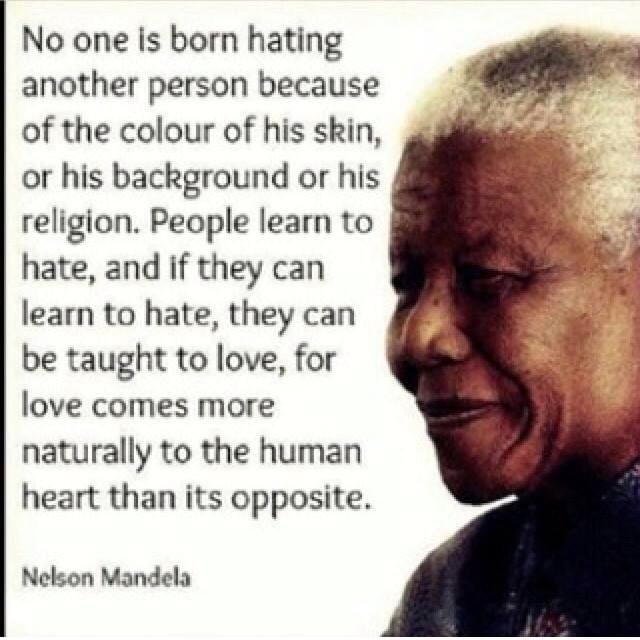 No one is born hating
another person because
of the colour of his skin,
or his background or his
religion. People learn to
hate, and if they can
learn to hate, they can
be taught to love, for
love comes more
naturally to the human
heart than its opposite.
Nelson Mandela